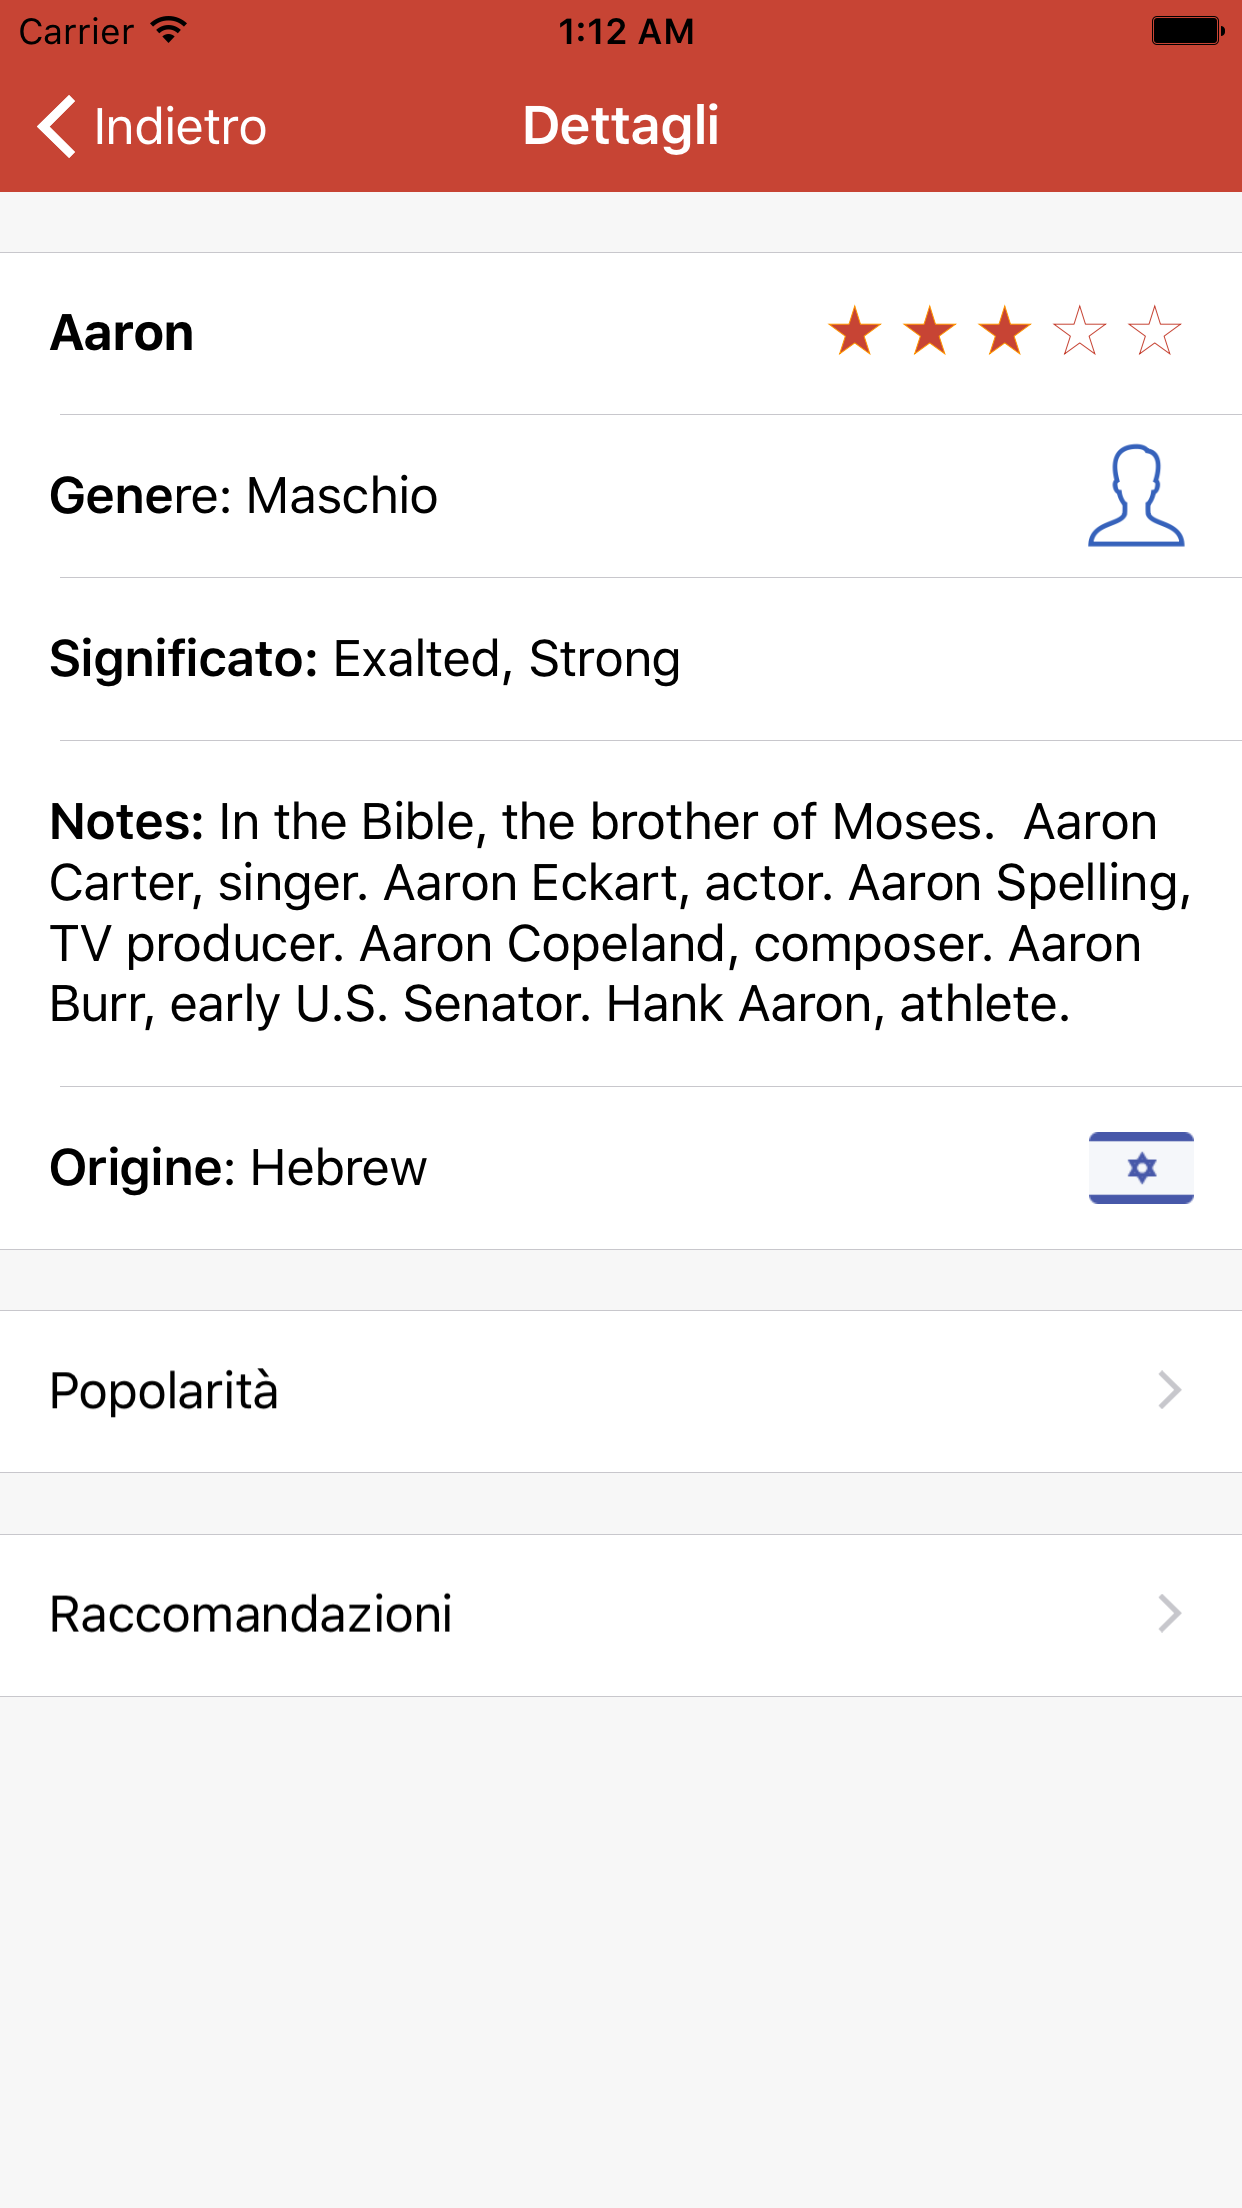 Carrier 1:12 AM
Indietro Dettagli
Aaron
Genere: Maschio
Significato: Exalted, Strong
Notes: In the Bible, the brother of Moses.  Aaron
Carter, singer. Aaron Eckart, actor. Aaron Spelling,
TV producer. Aaron Copeland, composer. Aaron
Burr, early U.S. Senator. Hank Aaron, athlete.
Origine: Hebrew
Popolarità
Raccomandazioni